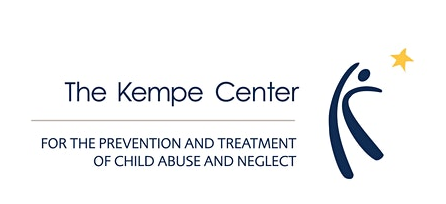 The Kempe Center
FOR THE PREVENTION AND TREATMENT
OF CHILD ABUSE AND NEGLECT